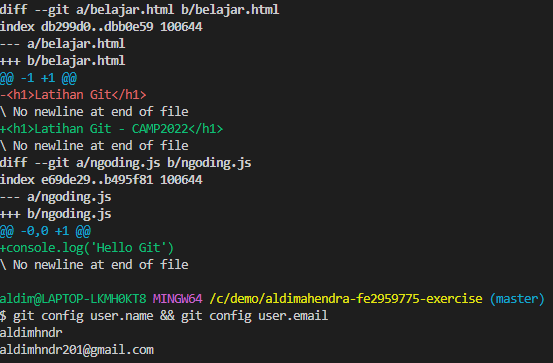 diff --git a/belajar.html b/belajar.html
index db299d0..dbb0e59 100644
--- a/belajar.html
+++ b/belajar.html
@@ -1 +1 @@
-<h1>Latihan Git</h1>
\ No newline at end of file
+<h1>Latihan Git - CAMP2022</h1>
\ No newline at end of file
diff --git a/ngoding.js b/ngoding.js
index e69de29..b495f81 100644
--- a/ngoding.js
+++ b/ngoding.js
@@ -0,0 +1 @@
+console.log('Hello Git')
\ No newline at end of file
aldim@LAPTOP-LKMH0KT8 MINGW64 /c/demo/aldimahendra-fe2959775-exercise (master)
$ git config user.name && git config user.email
aldimhndr
aldimhndr201@gmail.com